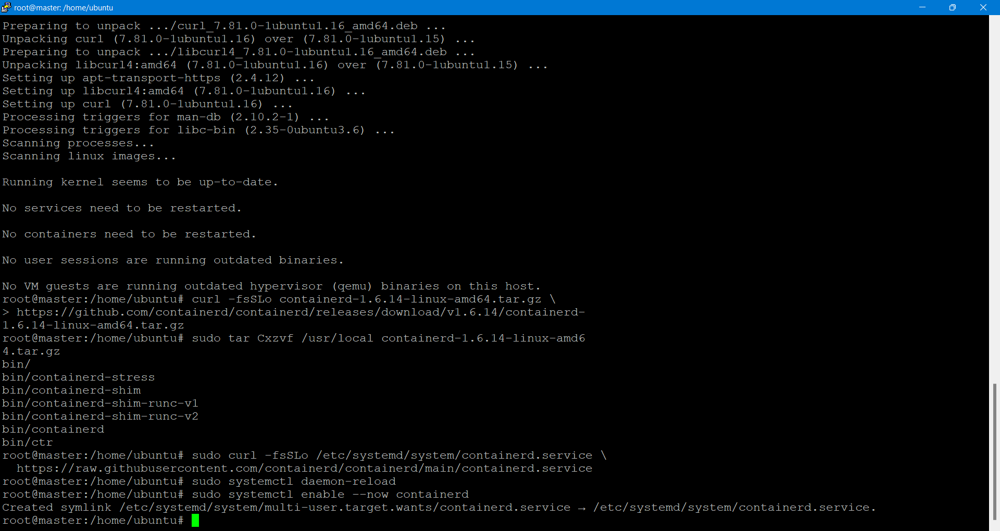 root@master: /home/ubuntu
Preparing to unpack .../curl_7.81.0-1ubuntu1.16_amd64.deb ...
Unpacking curl (7.81.0-1ubuntu1.16) over (7.81.0-1ubuntu1.15) ...
Preparing to unpack .../libcurl4_7.81.0-1ubuntu1.16_amd64.deb ...
Unpacking libcurl4:amd64 (7.81.0-1ubuntu1.16) over (7.81.0-1ubuntu1.15) ...
Setting up apt-transport-https (2.4.12) ...
Setting up libcurl4:amd64 (7.81.0-1ubuntu1.16) ...
Setting up curl (7.81.0-1ubuntu1.16) ...
Processing triggers for man-db (2.10.2-1) ...
Processing triggers for libc-bin (2.35-0ubuntu3.6) ...
Scanning processes...
Scanning linux images...
Running kernel seems to be up-to-date.
No services need to be restarted.
No containers need to be restarted.
No user sessions are running outdated binaries.
No VM guests are running outdated hypervisor (qemu) binaries on this host.
root@master:/home/ubuntu# curl -fsSLo containerd-1.6.14-linux-amd64.tar.gz \
> https://github.com/containerd/containerd/releases/download/v1.6.14/containerd-
1.6.14-linux-amd64.tar.gz
root@master:/home/ubuntu# sudo tar Cxzvf /usr/local containerd-1.6.14-linux-amd6
4.tar.gz
bin/
bin/containerd-stress
bin/containerd-shim
bin/containerd-shim-runc-v1
bin/containerd-shim-runc-v2
bin/containerd
bin/ctr
root@master:/home/ubuntu# sudo curl -fsSLo /etc/systemd/system/containerd.service \
  https://raw.githubusercontent.com/containerd/containerd/main/containerd.service
root@master:/home/ubuntu# sudo systemctl daemon-reload
root@master:/home/ubuntu# sudo systemctl enable --now containerd
Created symlink /etc/systemd/system/multi-user.target.wants/containerd.service → /etc/systemd/system/containerd.service.
root@master:/home/ubuntu#